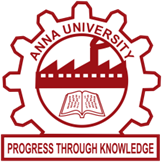 ANNA UNIVERSITY
PROGRESS THROUGH KNOWLEDGE